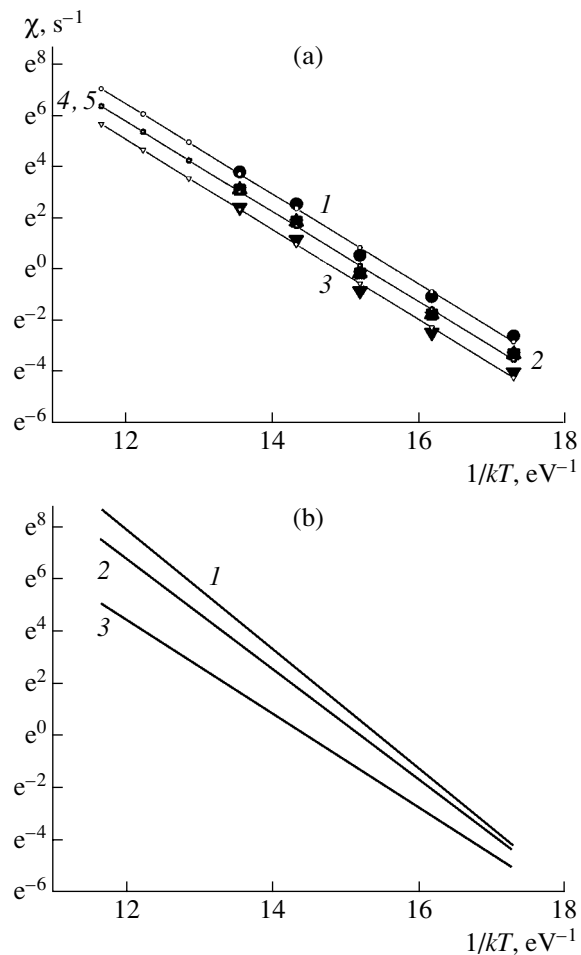 χ, s⁻¹
(a)
e⁸
e⁶
e⁴
e²
e⁰
e⁻²
e⁻⁴
e⁻⁶
4, 5
1
3
2
12 14 16 18
1/kT, eV⁻¹
(b)
e⁸
e⁶
e⁴
e²
e⁰
e⁻²
e⁻⁴
e⁻⁶
1
2
3
12 14 16 18
1/kT, eV⁻¹